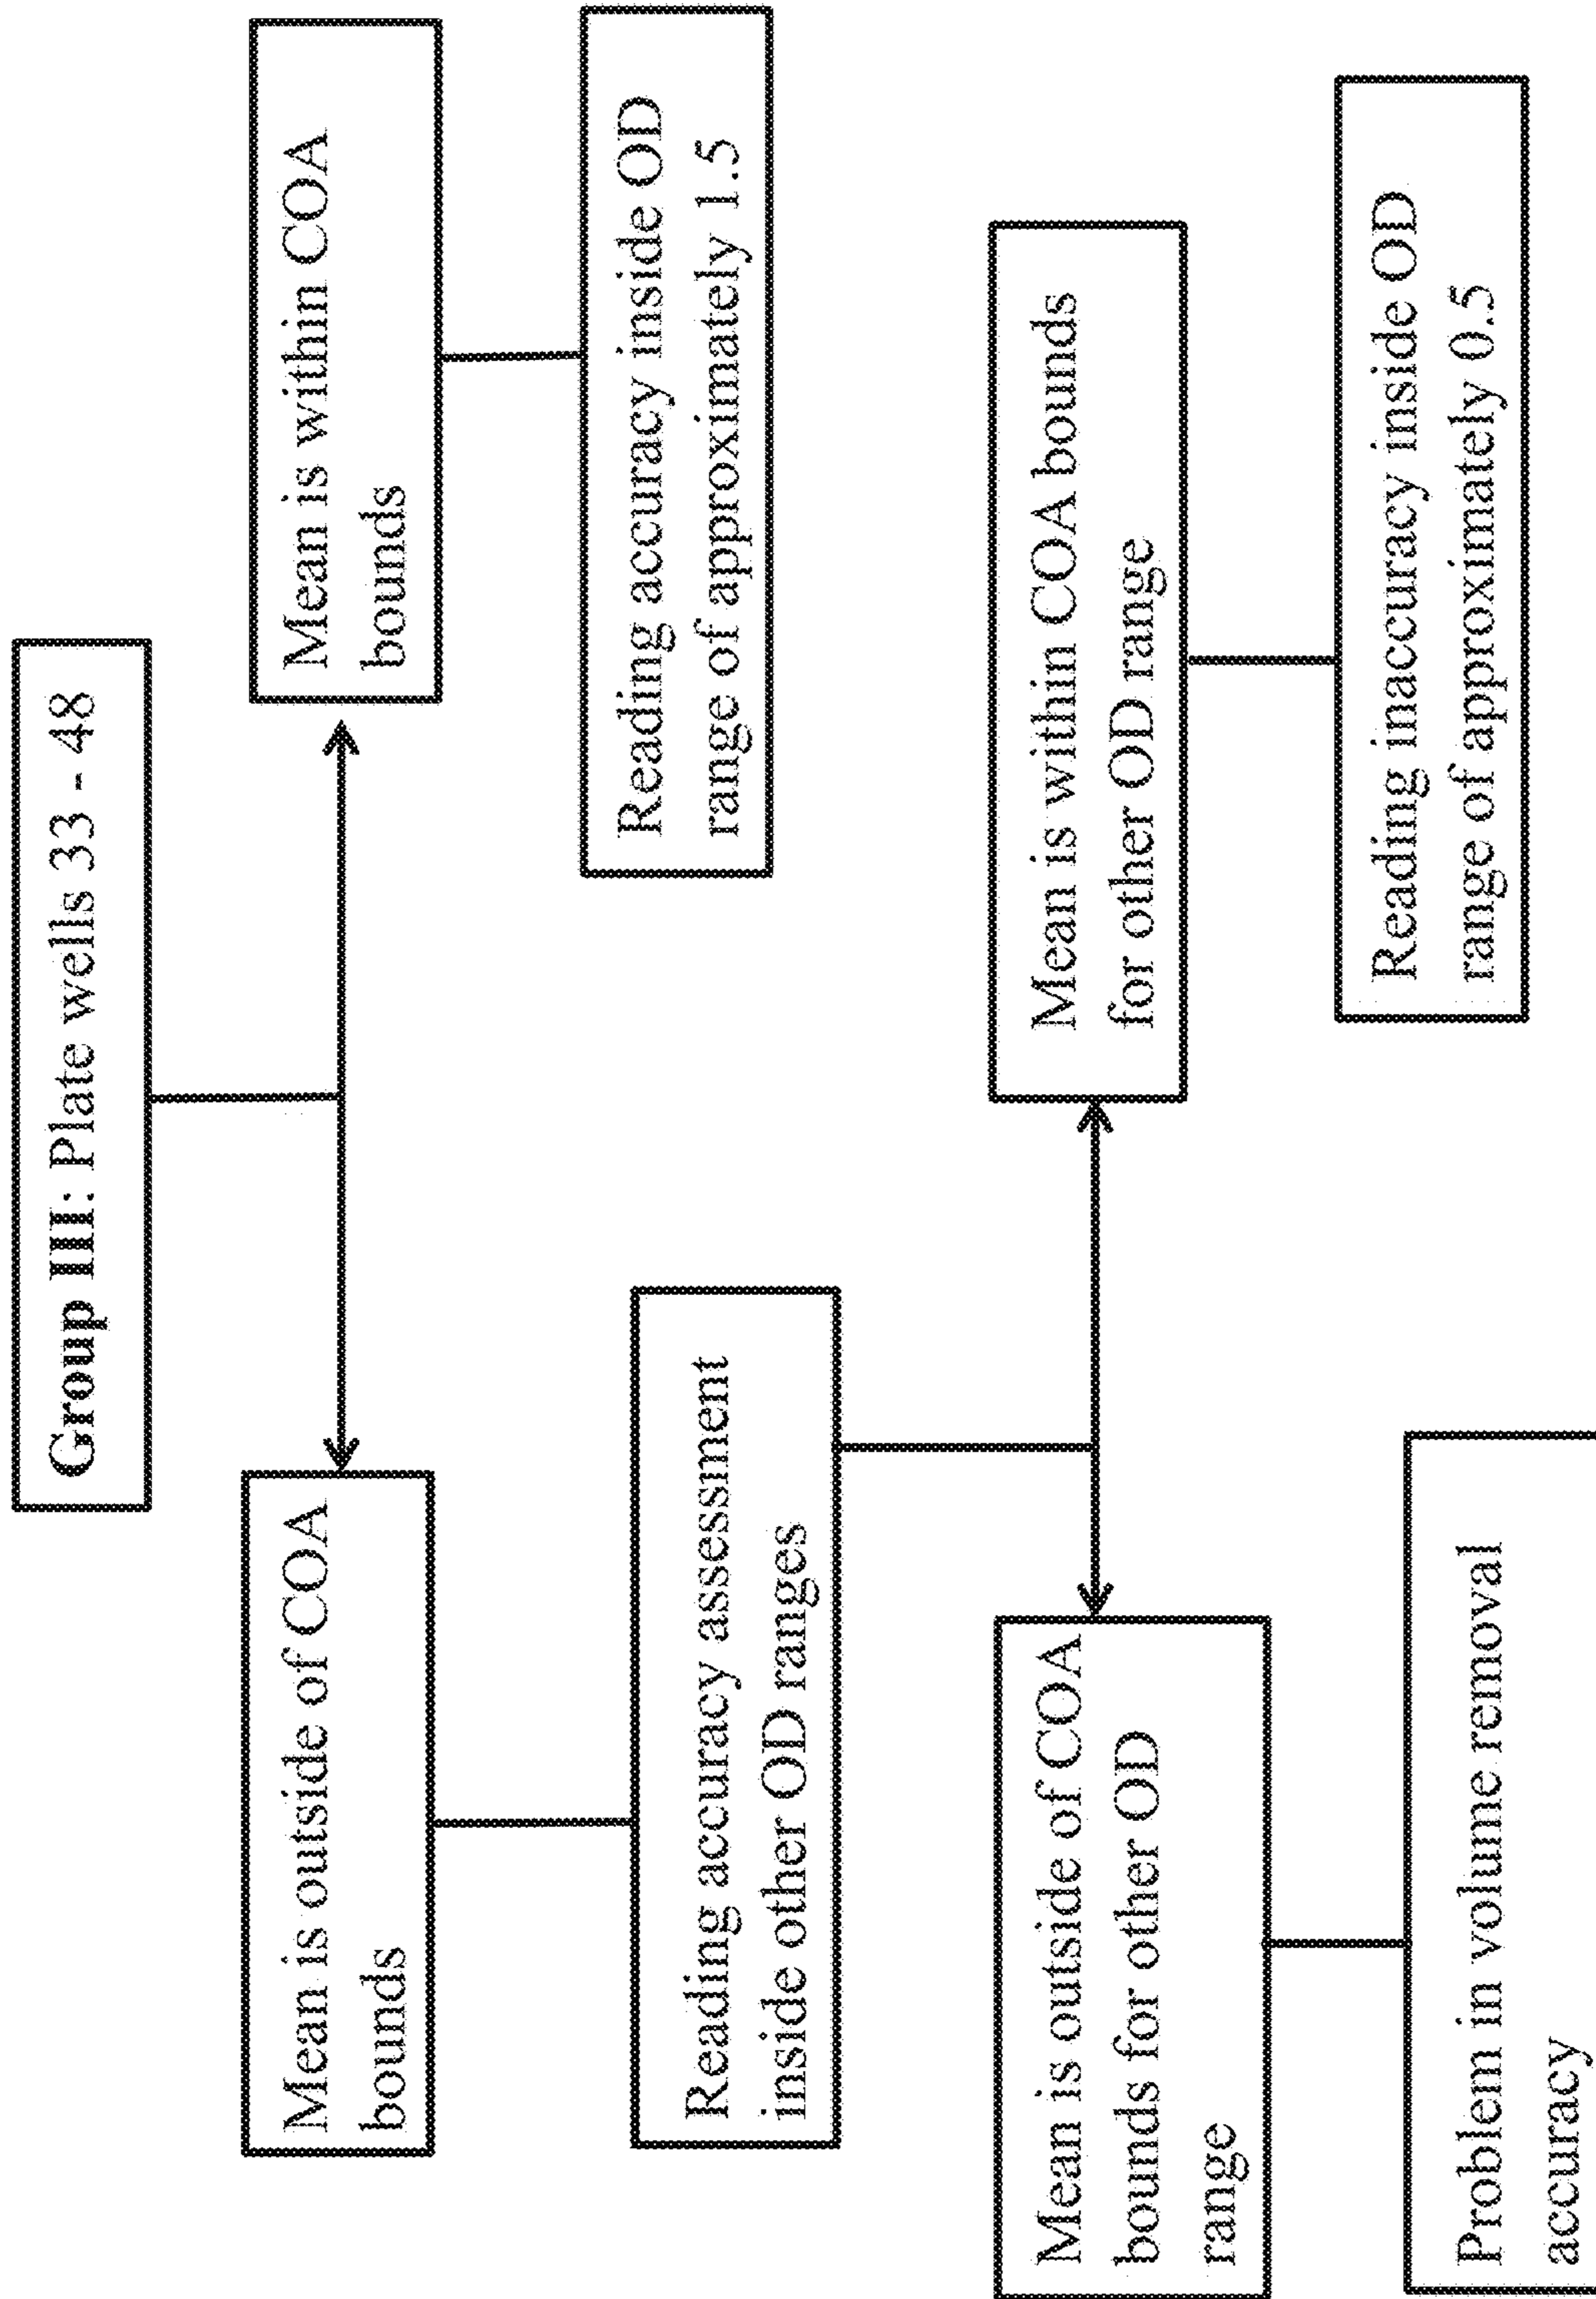 Group III: Plate wells 33 - 48
Mean is outside of COA
bounds
Mean is within COA
bounds
Reading accuracy assessment
inside other OD ranges
Reading accuracy inside OD
range of approximately 1.5
Mean is outside of COA
bounds for other OD
range
Mean is within COA bounds
for other OD range
Problem in volume removal
accuracy
Reading inaccuracy inside OD
range of approximately 0.5